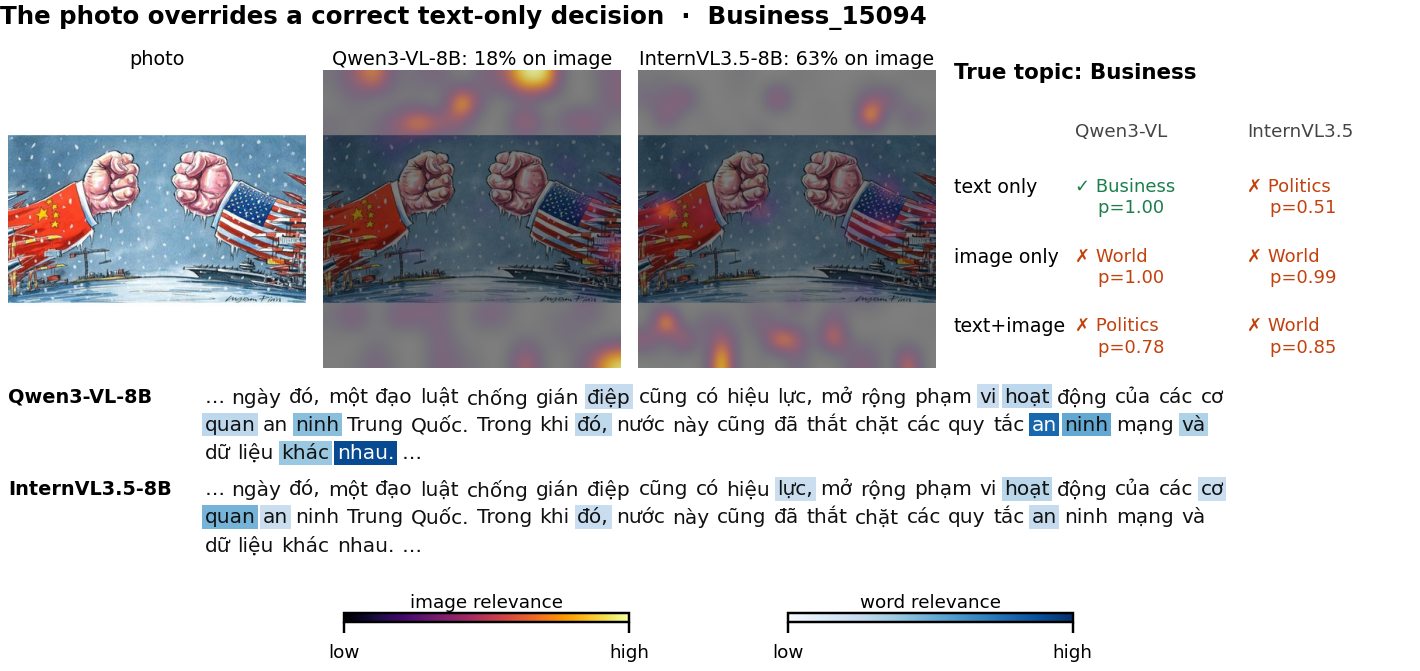 The photo overrides a correct text-only decision · Business_15094
photo
Qwen3-VL-8B: 18% on image
InternVL3.5-8B: 63% on image
True topic: Business
Qwen3-VL InternVL3.5
text only ✓ Business ✗ Politics
p=1.00 p=0.51
image only ✗ World ✗ World
p=1.00 p=0.99
text+image ✗ Politics ✗ World
p=0.78 p=0.85
Qwen3-VL-8B … ngày đó, một đạo luật chống gián điệp cũng có hiệu lực, mở rộng phạm vi hoạt động của các cơ
quan an ninh Trung Quốc. Trong khi đó, nước này cũng đã thắt chặt các quy tắc an ninh mạng và
dữ liệu khác nhau. …
InternVL3.5-8B … ngày đó, một đạo luật chống gián điệp cũng có hiệu lực, mở rộng phạm vi hoạt động của các cơ
quan an ninh Trung Quốc. Trong khi đó, nước này cũng đã thắt chặt các quy tắc an ninh mạng và
dữ liệu khác nhau. …
image relevance word relevance
low high low high